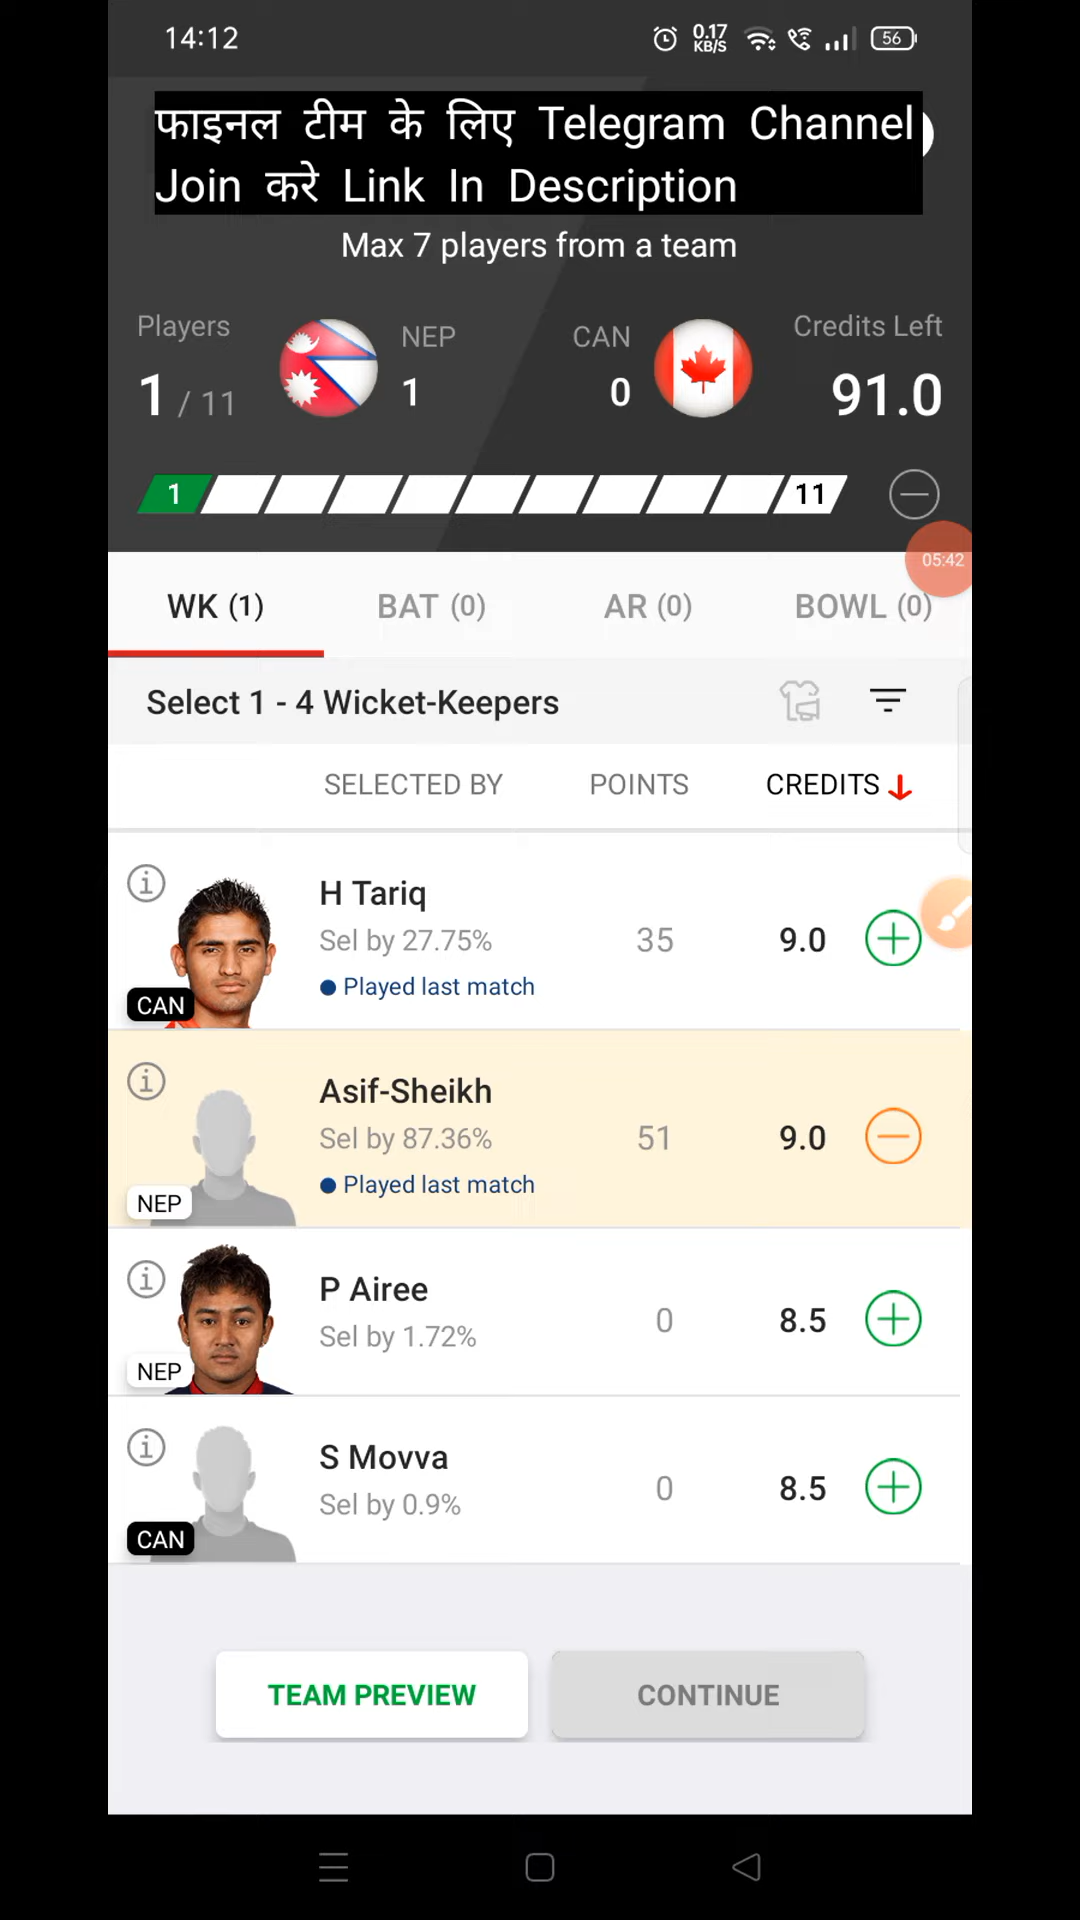 14:12
0.17 KB/S
56
फाइनल टीम के लिए Telegram Channel
Join करे Link In Description
Max 7 players from a team
Players
NEP
CAN
Credits Left
1 / 11
1
0
91.0
1
11
05:42
WK (1)
BAT (0)
AR (0)
BOWL (0)
Select 1 - 4 Wicket-Keepers
SELECTED BY
POINTS
CREDITS
H Tariq
Sel by 27.75%
35
9.0
Played last match
CAN
Asif-Sheikh
Sel by 87.36%
51
9.0
Played last match
NEP
P Airee
Sel by 1.72%
0
8.5
NEP
S Movva
Sel by 0.9%
0
8.5
CAN
TEAM PREVIEW
CONTINUE